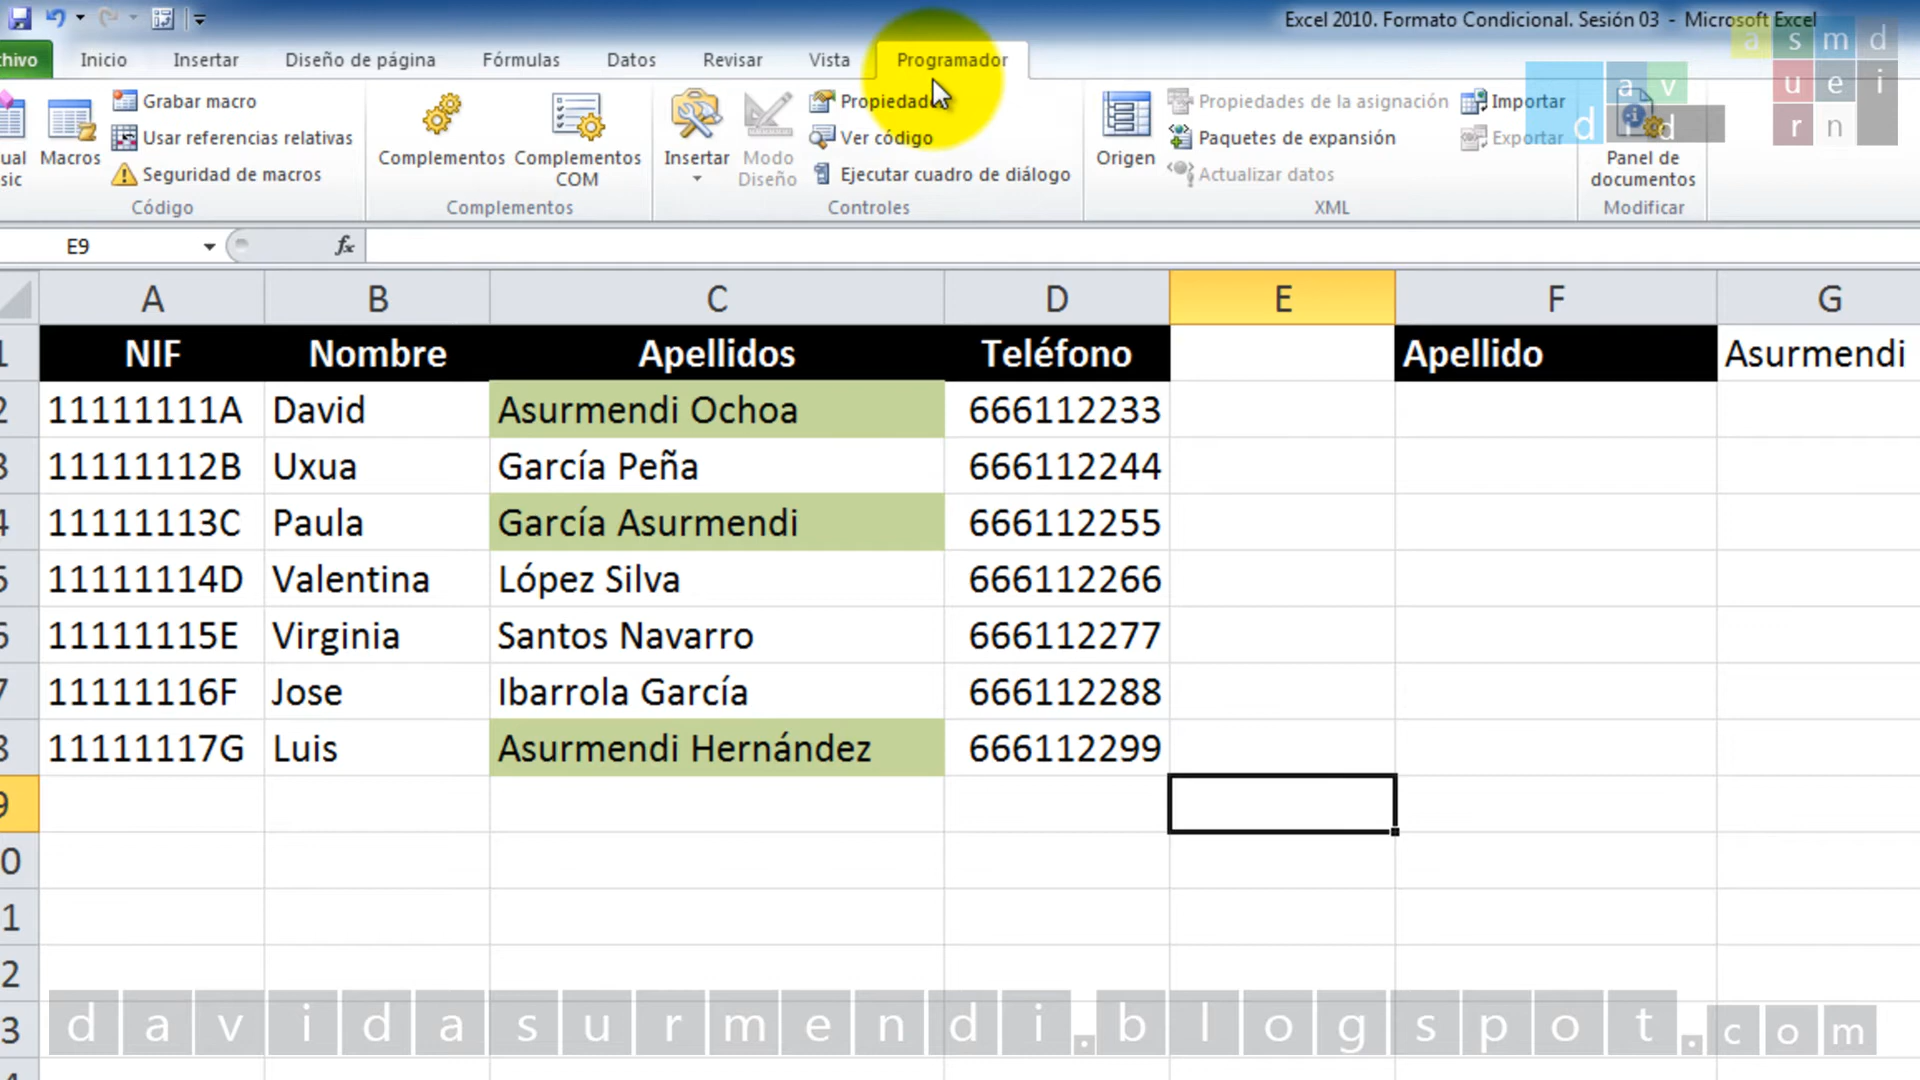 Excel 2010. Formato Condicional. Sesión 03 - Microsoft Excel
Inicio Insertar Diseño de página Fórmulas Datos Revisar Vista Programador
Macros
Grabar macro
Usar referencias relativas
Seguridad de macros
Código
Complementos
Complementos COM
Complementos
Insertar
Modo Diseño
Ver código
Ejecutar cuadro de diálogo
Controles
Origen
Propiedades de la asignación
Paquetes de expansión
Actualizar datos
Importar
Exportar
XML
Panel de documentos
Modificar
a s m d
u e i
r n
d a v
i d
E9 fx
A B C D E F G
NIF Nombre Apellidos Teléfono Apellido Asurmendi
11111111A David Asurmendi Ochoa 666112233
11111112B Uxua García Peña 666112244
11111113C Paula García Asurmendi 666112255
11111114D Valentina López Silva 666112266
11111115E Virginia Santos Navarro 666112277
11111116F Jose Ibarrola García 666112288
11111117G Luis Asurmendi Hernández 666112299
davidasurmendi.blogspot.com